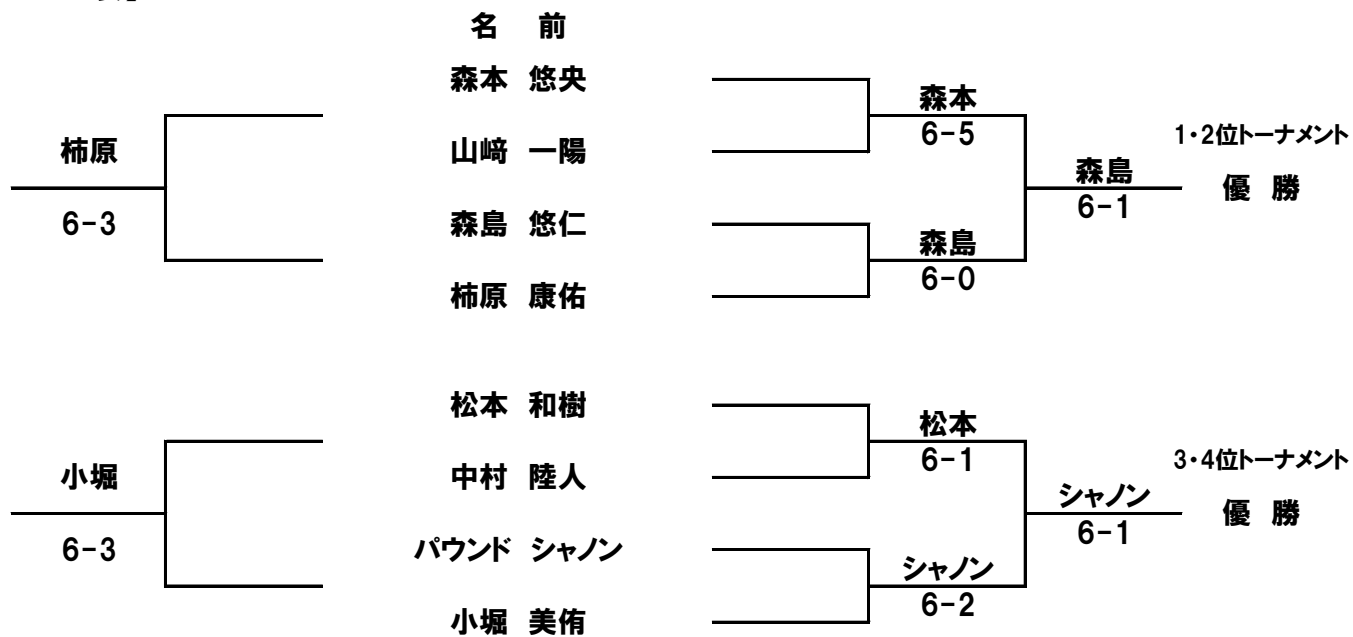 名 前
森本 悠央
森本
6-5
1・2位トーナメント
柿原
山﨑 一陽
森島
優 勝
6-3
6-1
森島 悠仁
森島
6-0
柿原 康佑
松本 和樹
松本
6-1
3・4位トーナメント
小堀
中村 陸人
シャノン
優 勝
6-3
6-1
パウンド シャノン
シャノン
6-2
小堀 美侑